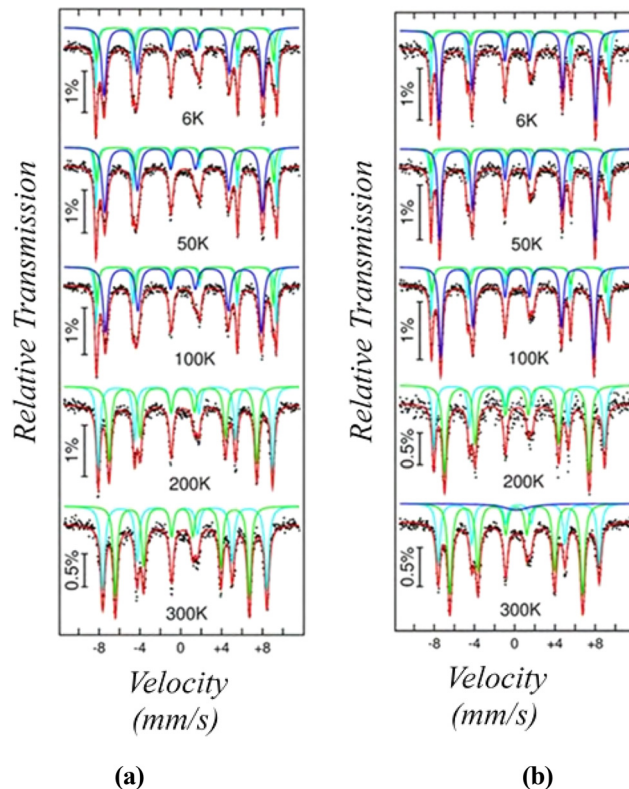 Relative Transmission
1%
6K
1%
50K
1%
100K
1%
200K
0.5%
300K
-8 -4 0 +4 +8
Velocity
(mm/s)
(a)
Relative Transmission
1%
6K
1%
50K
1%
100K
0.5%
200K
0.5%
300K
-8 -4 0 +4 +8
Velocity
(mm/s)
(b)